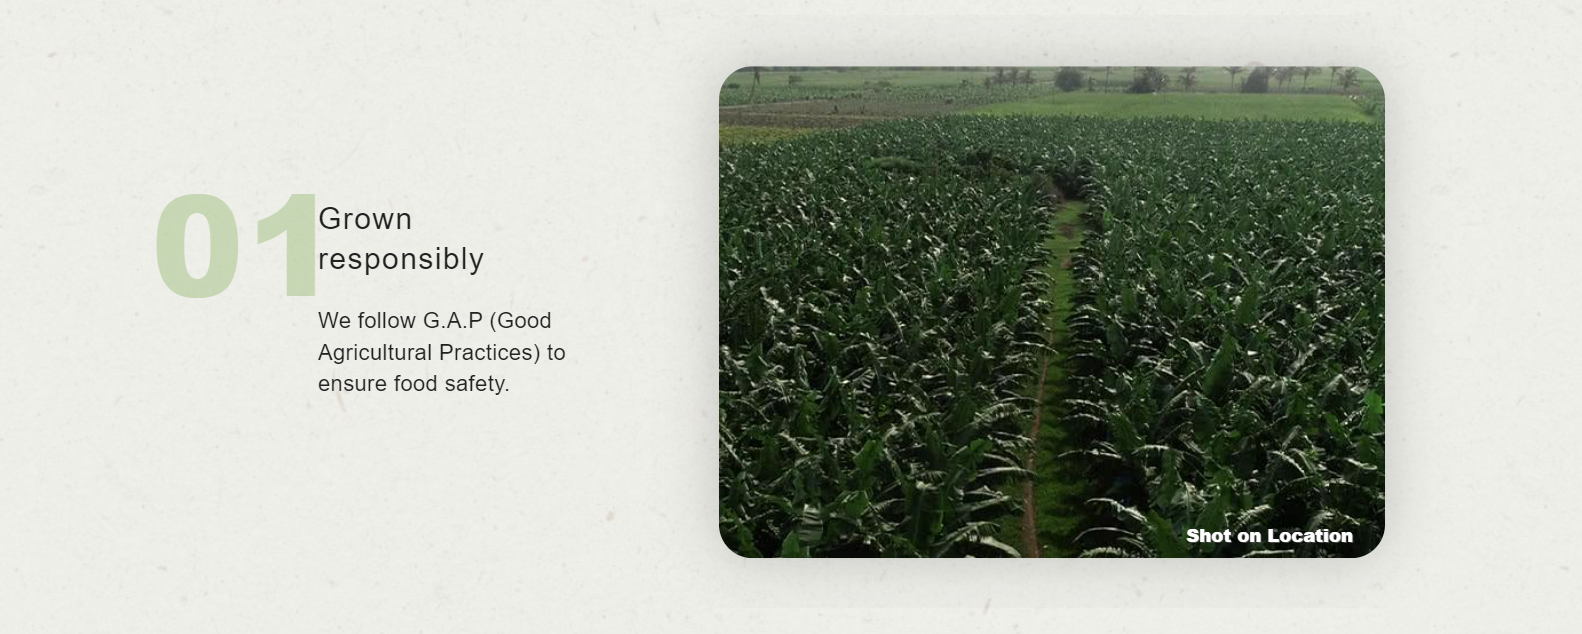 01
Grown
responsibly
We follow G.A.P (Good
Agricultural Practices) to
ensure food safety.
Shot on Location